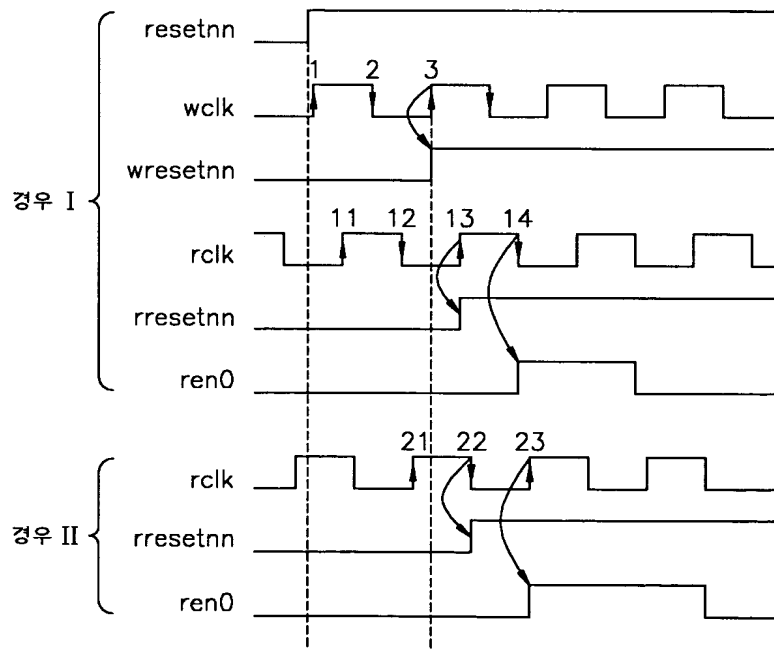 resetnn
1 2 3
wclk
wresetnn
경우 I
11 12 13 14
rclk
rresetnn
ren0
21 22 23
rclk
경우 II
rresetnn
ren0